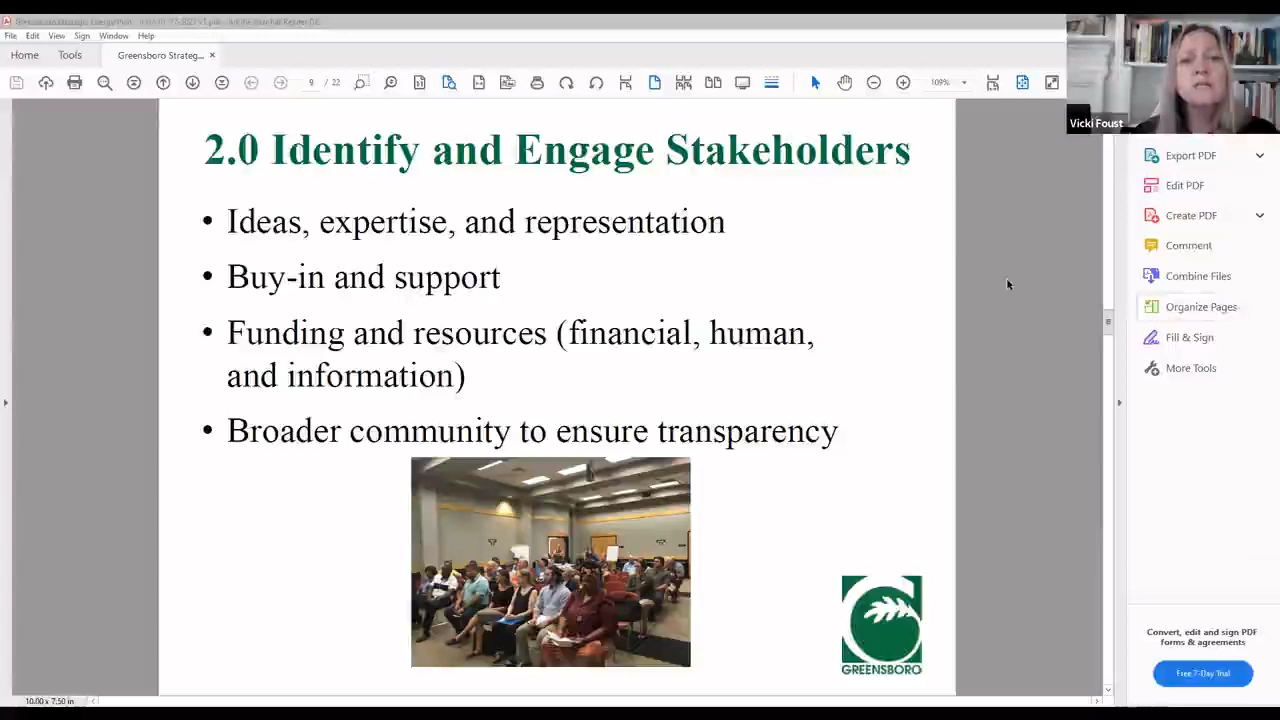 File Edit View Sign Window Help
Home Tools Greensboro Strateg... ×
9 / 22 109%
Vicki Foust
2.0 Identify and Engage Stakeholders
• Ideas, expertise, and representation
• Buy-in and support
• Funding and resources (financial, human,
and information)
• Broader community to ensure transparency
GREENSBORO
Export PDF
Edit PDF
Create PDF
Comment
Combine Files
Organize Pages
Fill & Sign
More Tools
Convert, edit and sign PDF
forms & agreements
Free 7-Day Trial
10.00 x 7.50 in